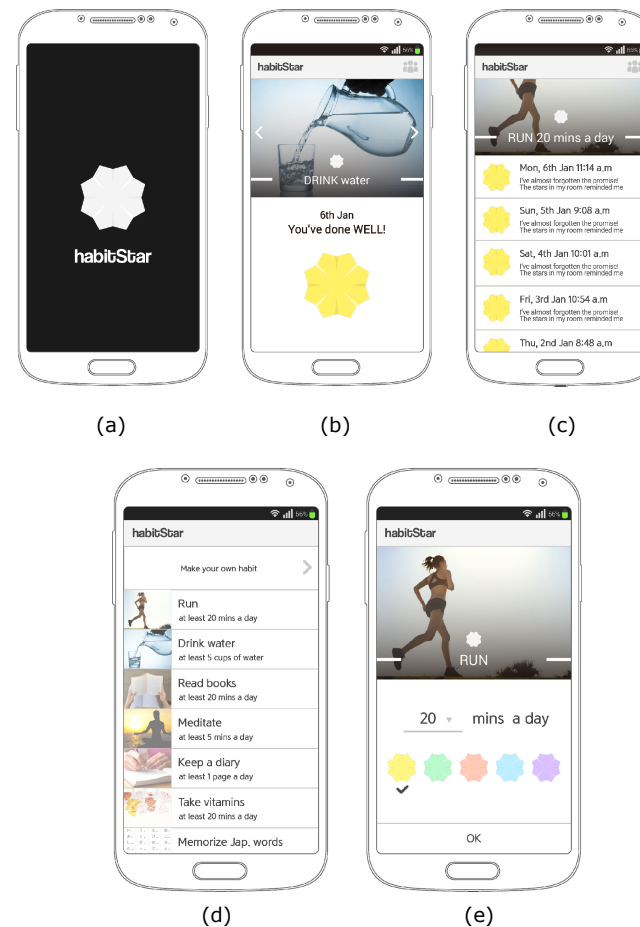 habitStar
56%
habitStar
DRINK water
6th Jan
You've done WELL!
habitStar
RUN 20 mins a day
Mon, 6th Jan 11:14 a.m
I've almost forgotten the promise!
The stars in my room reminded me
Sun, 5th Jan 9:08 a.m
I've almost forgotten the promise!
The stars in my room reminded me
Sat, 4th Jan 10:01 a.m
I've almost forgotten the promise!
The stars in my room reminded me
Fri, 3rd Jan 10:54 a.m
I've almost forgotten the promise!
The stars in my room reminded me
Thu, 2nd Jan 8:48 a.m
(a)
(b)
(c)
56%
habitStar
Make your own habit
Run
at least 20 mins a day
Drink water
at least 5 cups of water
Read books
at least 20 mins a day
Meditate
at least 5 mins a day
Keep a diary
at least 1 page a day
Take vitamins
at least 20 mins a day
Memorize Jap. words
56%
habitStar
RUN
20 mins a day
OK
(d)
(e)